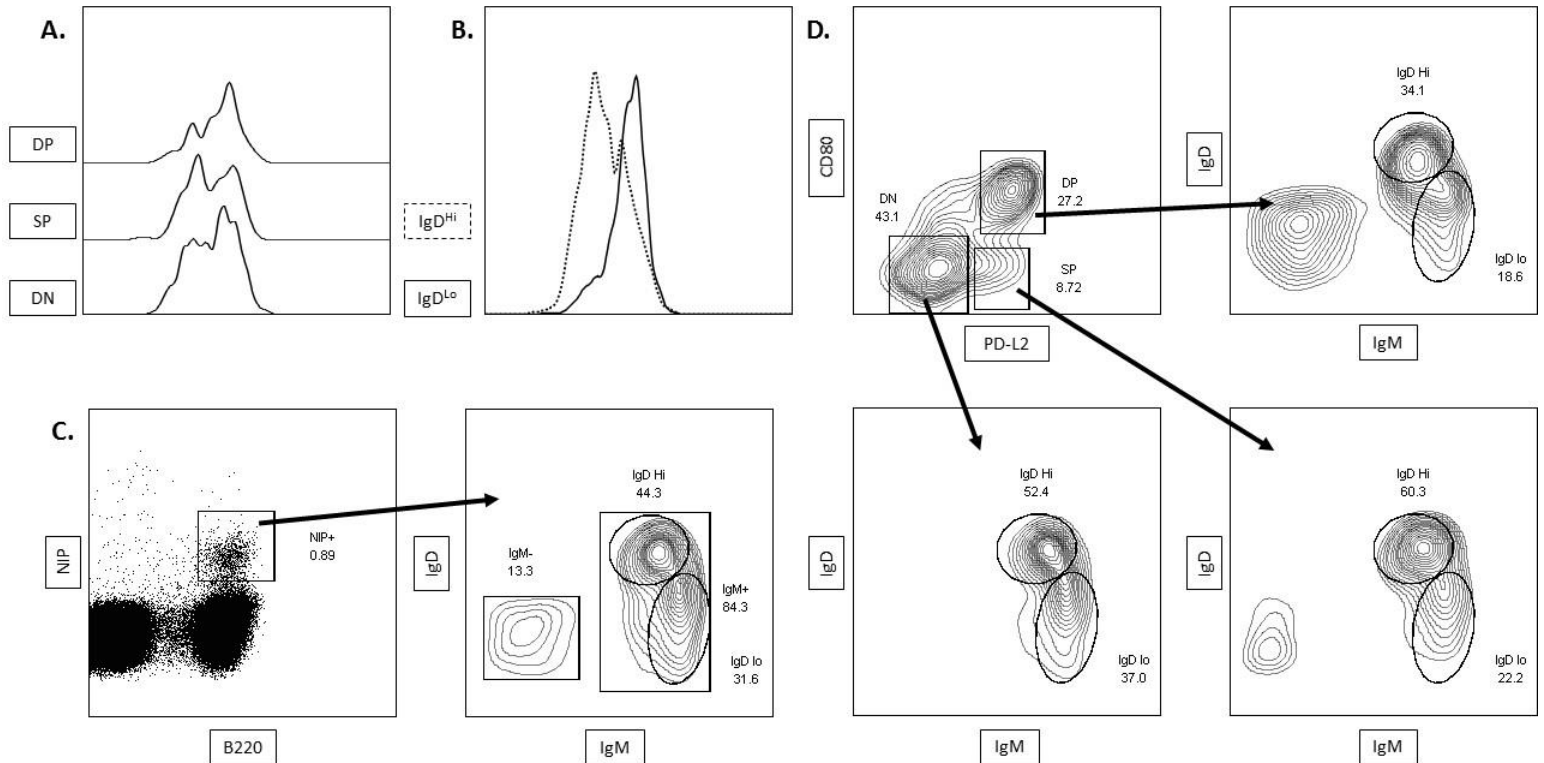 A.
DP
SP
DN
B.
IgD^Hi
IgD^Lo
C.
NIP
NIP+
0.89
B220
IgD
IgM-
13.3
IgD Hi
44.3
IgM+
84.3
IgD lo
31.6
IgM
D.
CD80
DN
43.1
DP
27.2
SP
8.72
PD-L2
IgD
IgD Hi
34.1
IgD lo
18.6
IgM
IgD
IgD Hi
52.4
IgD lo
37.0
IgM
IgD
IgD Hi
60.3
IgD lo
22.2
IgM